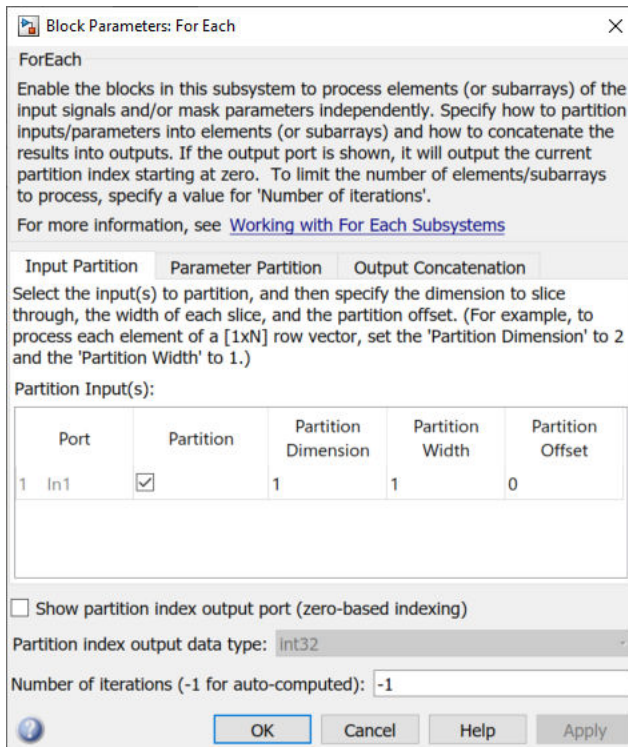 Block Parameters: For Each
ForEach
Enable the blocks in this subsystem to process elements (or subarrays) of the
input signals and/or mask parameters independently. Specify how to partition
inputs/parameters into elements (or subarrays) and how to concatenate the
results into outputs. If the output port is shown, it will output the current
partition index starting at zero. To limit the number of elements/subarrays
to process, specify a value for 'Number of iterations'.
For more information, see Working with For Each Subsystems
Input Partition Parameter Partition Output Concatenation
Select the input(s) to partition, and then specify the dimension to slice
through, the width of each slice, and the partition offset. (For example, to
process each element of a [1xN] row vector, set the 'Partition Dimension' to 2
and the 'Partition Width' to 1.)
Partition Input(s):
Port Partition Partition Dimension Partition Width Partition Offset
1 In1 1 1 0
Show partition index output port (zero-based indexing)
Partition index output data type: int32
Number of iterations (-1 for auto-computed): -1
? OK Cancel Help Apply